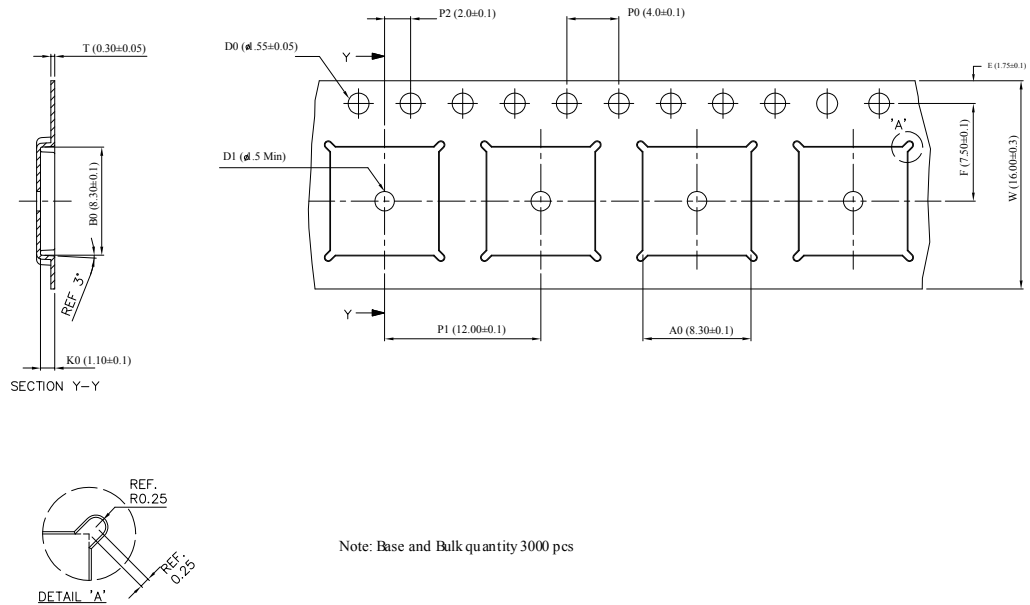 P2 (2.0±0.1)
P0 (4.0±0.1)
T (0.30±0.05)
D0 (ø1.55±0.05)
Y
E (1.75±0.1)
'A'
D1 (ø1.5 Min)
B0 (8.30±0.1)
F (7.50±0.1)
W (16.00±0.3)
REF 3°
Y
P1 (12.00±0.1)
A0 (8.30±0.1)
K0 (1.10±0.1)
SECTION Y-Y
REF.
R0.25
REF.
0.25
DETAIL 'A'
Note: Base and Bulk quantity 3000 pcs